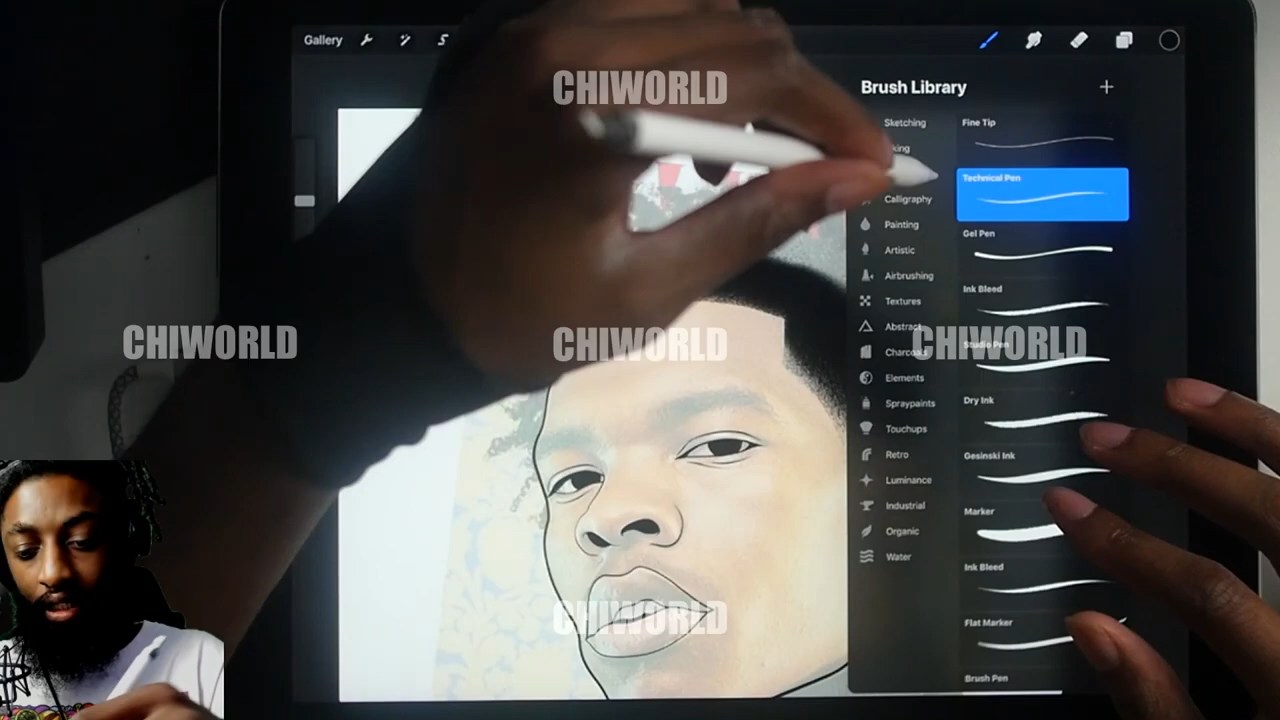 Gallery
CHIWORLD
Brush Library
Sketching
Fine Tip
Technical Pen
Calligraphy
Painting
Gel Pen
Artistic
Airbrushing
Ink Bleed
Textures
Abstract
CHIWORLD
CHIWORLD
CHIWORLD
Studio Pen
Charcoals
Elements
Dry Ink
Spraypaints
Touchups
Retro
Gesinski Ink
Luminance
Industrial
Marker
Organic
Water
Ink Bleed
CHIWORLD
Flat Marker
Brush Pen